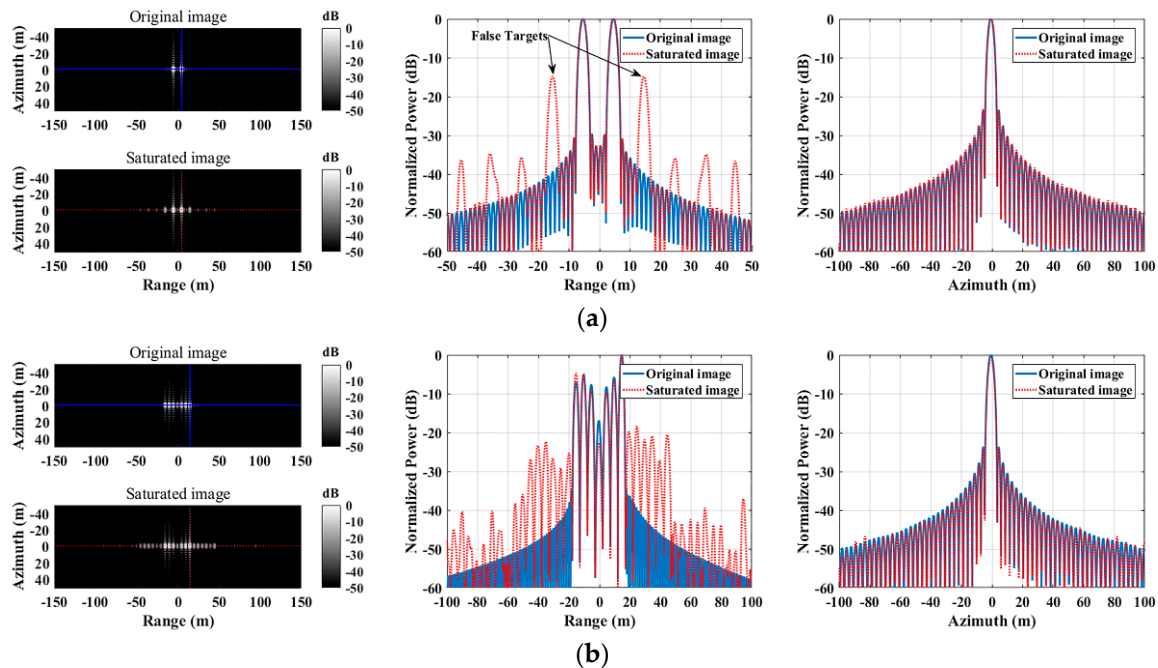 Original image
dB
Azimuth (m)
-40
-20
0
20
40
0
-10
-20
-30
-40
-50
-150 -100 -50 0 50 100 150
Saturated image
dB
Azimuth (m)
-40
-20
0
20
40
0
-10
-20
-30
-40
-50
-150 -100 -50 0 50 100 150
Range (m)
Normalized Power (dB)
0
-10
-20
-30
-40
-50
-60
False Targets
Original image
Saturated image
-50 -40 -30 -20 -10 0 10 20 30 40 50
Range (m)
Normalized Power (dB)
0
-10
-20
-30
-40
-50
-60
Original image
Saturated image
-100 -80 -60 -40 -20 0 20 40 60 80 100
Azimuth (m)
(a)
Original image
dB
Azimuth (m)
-40
-20
0
20
40
0
-10
-20
-30
-40
-50
-150 -100 -50 0 50 100 150
Saturated image
dB
Azimuth (m)
-40
-20
0
20
40
0
-10
-20
-30
-40
-50
-150 -100 -50 0 50 100 150
Range (m)
Normalized Power (dB)
0
-10
-20
-30
-40
-50
-60
Original image
Saturated image
-100 -80 -60 -40 -20 0 20 40 60 80 100
Range (m)
Normalized Power (dB)
0
-10
-20
-30
-40
-50
-60
Original image
Saturated image
-100 -80 -60 -40 -20 0 20 40 60 80 100
Azimuth (m)
(b)